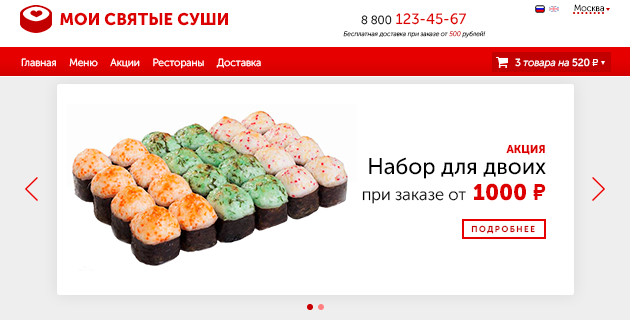 МОИ СВЯТЫЕ СУШИ
8 800 123-45-67
Бесплатная доставка при заказе от 500 рублей!
Москва
Главная Меню Акции Рестораны Доставка
3 товара на 520 ₽
АКЦИЯ
Набор для двоих
при заказе от 1000 ₽
ПОДРОБНЕЕ